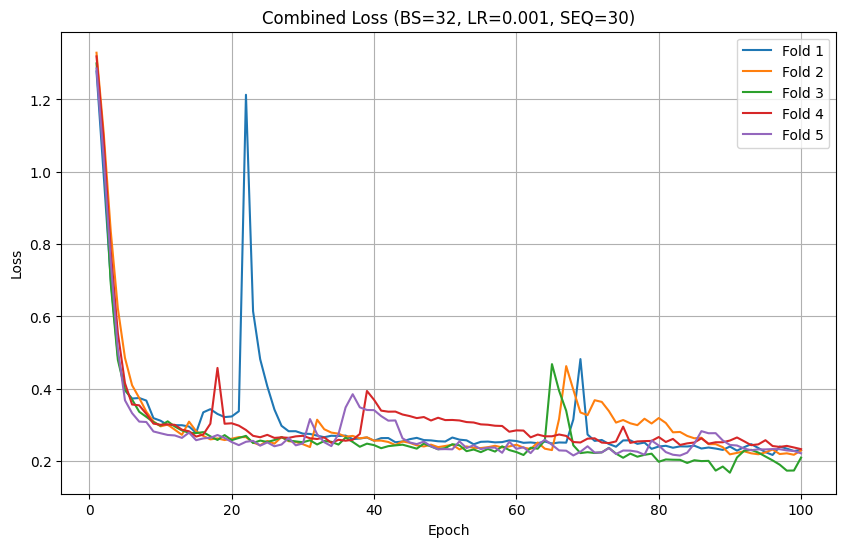 Combined Loss (BS=32, LR=0.001, SEQ=30)
Fold 1
Fold 2
Fold 3
Fold 4
Fold 5
1.2
1.0
0.8
0.6
0.4
0.2
Loss
0 20 40 60 80 100
Epoch